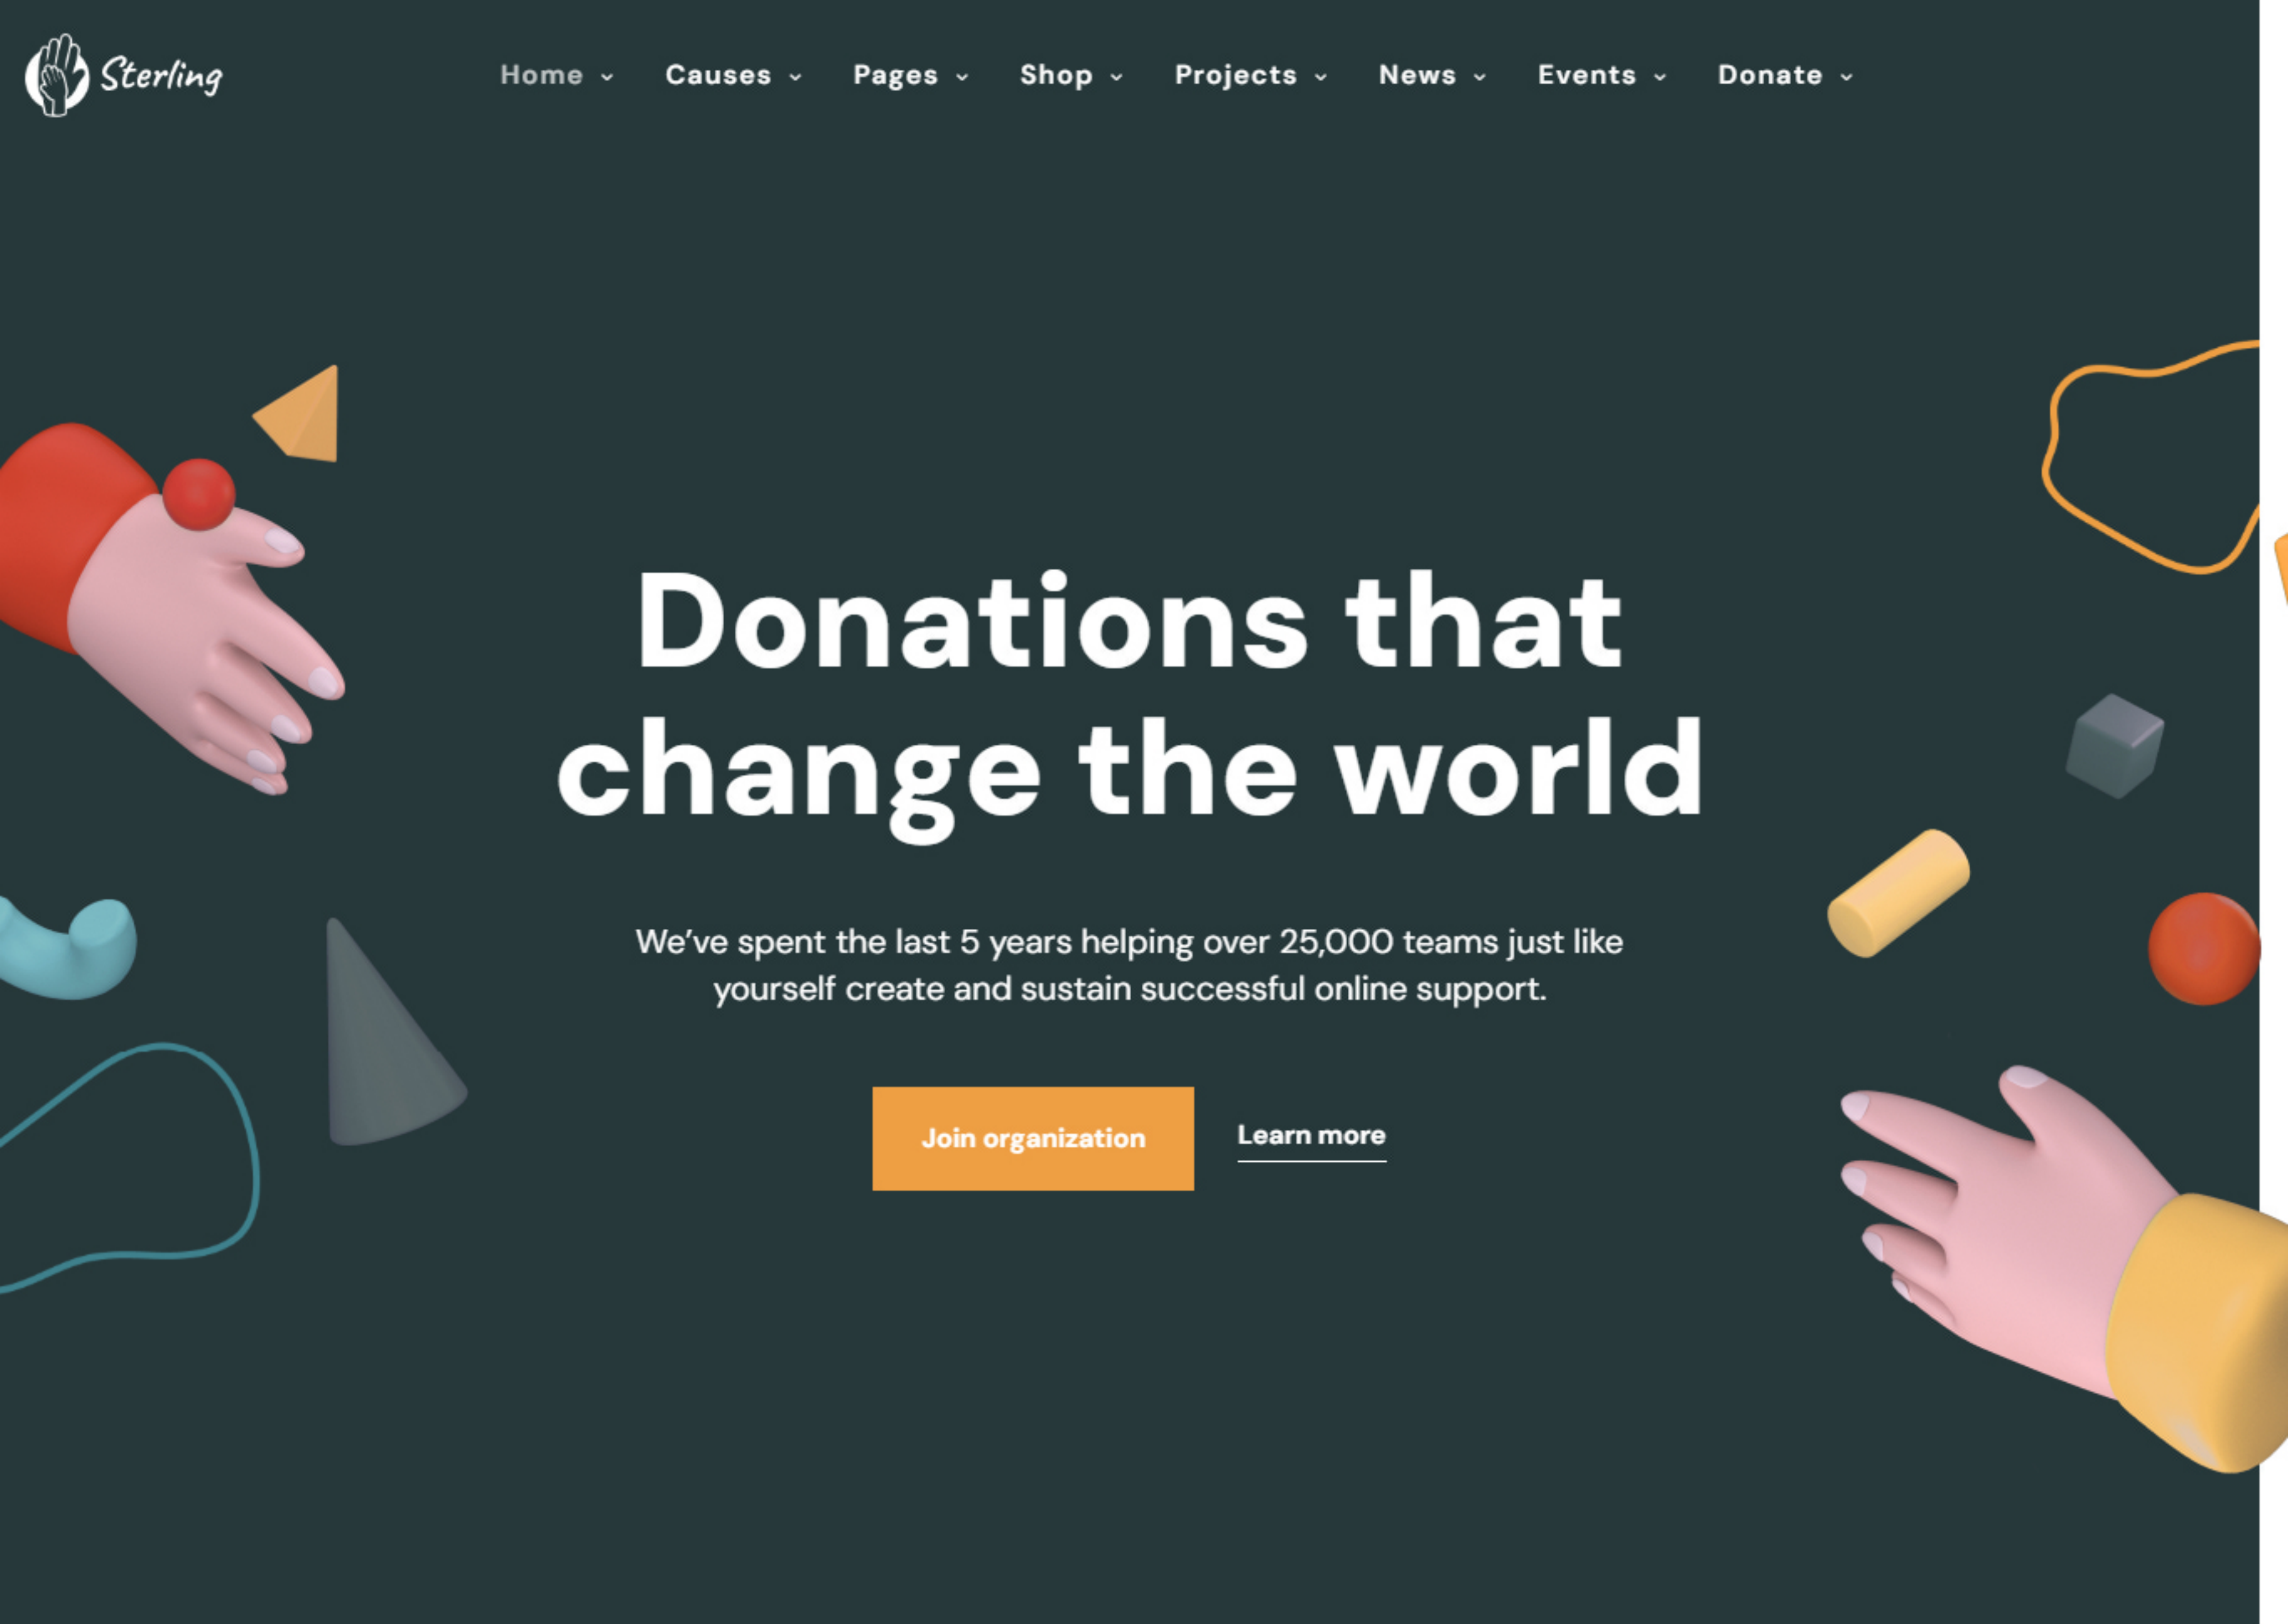 Sterling
Home Causes Pages Shop Projects News Events Donate
Donations that
change the world
We’ve spent the last 5 years helping over 25,000 teams just like
yourself create and sustain successful online support.
Join organization
Learn more